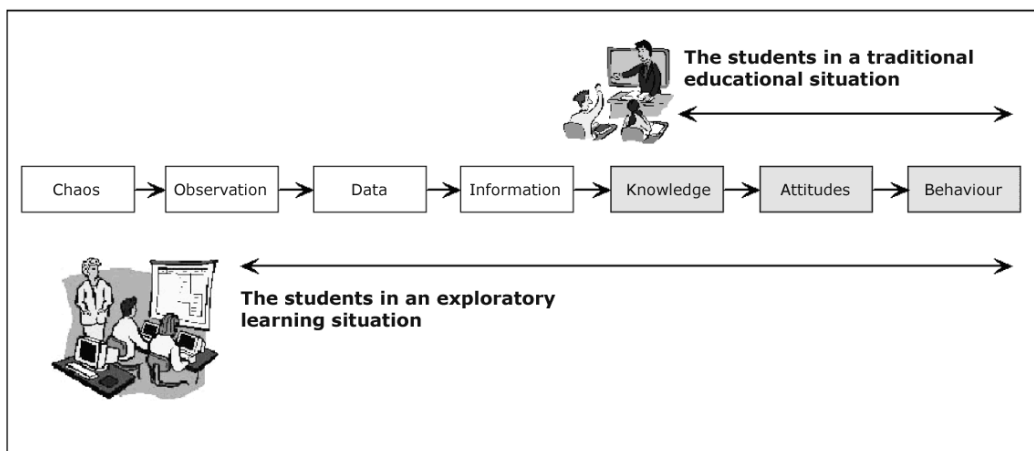 The students in a traditional
educational situation
Chaos
Observation
Data
Information
Knowledge
Attitudes
Behaviour
The students in an exploratory
learning situation